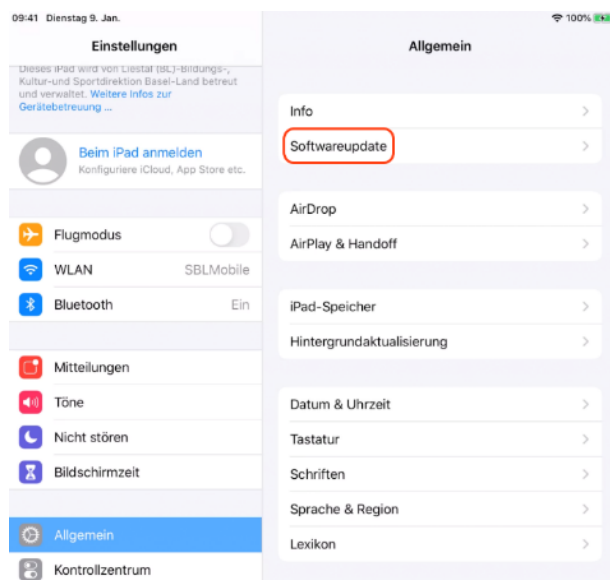 09:41 Dienstag 9. Jan.
100%
Einstellungen
Dieses iPad wird von Liestal (BL)-Bildungs-,
Kultur-und Sportdirektion Basel-Land betreut
und verwaltet. Weitere Infos zur
Gerätebetreuung ...
Beim iPad anmelden
Konfiguriere iCloud, App Store etc.
Flugmodus
WLAN SBLMobile
Bluetooth Ein
Mitteilungen
Töne
Nicht stören
Bildschirmzeit
Allgemein
Kontrollzentrum
Allgemein
Info
Softwareupdate
AirDrop
AirPlay & Handoff
iPad-Speicher
Hintergrundaktualisierung
Datum & Uhrzeit
Tastatur
Schriften
Sprache & Region
Lexikon